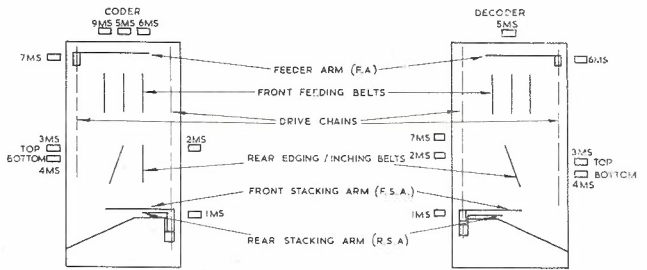 CODER
9MS 5MS 6MS
DECODER
5MS
7MS
FEEDER ARM (F.A)
6MS
FRONT FEEDING BELTS
DRIVE CHAINS
3MS
TOP
BOTTOM
4MS
2MS
REAR EDGING/INCHING BELTS
7MS
2MS
3MS
TOP
BOTTOM
4MS
FRONT STACKING ARM (F.S.A.)
1MS
1MS
REAR STACKING ARM (R.S.A)